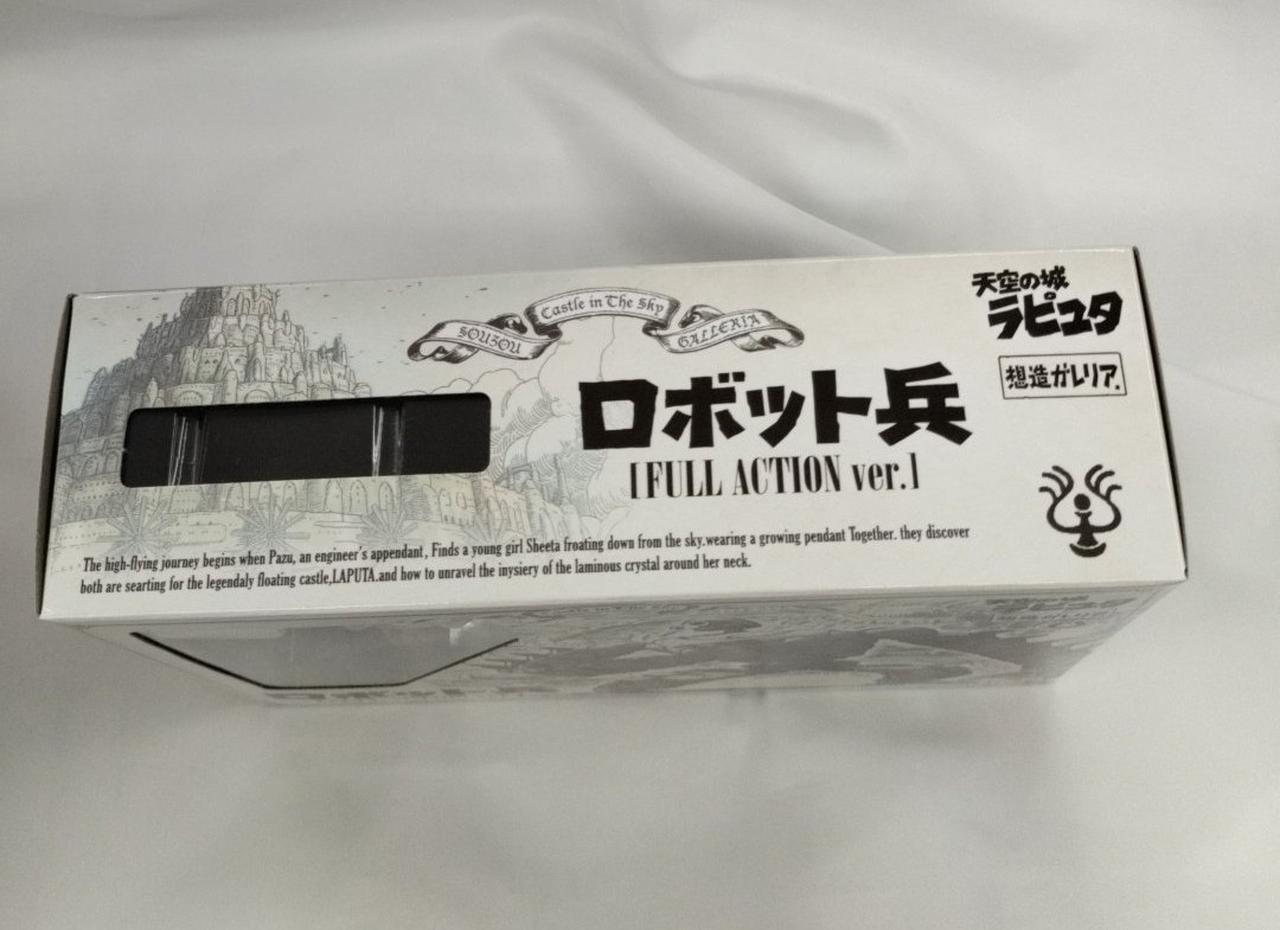 天空の城
ラピュタ
Castle in The Sky
SOUZOU
GALLERIA
想造ガレリア.
ロボット兵
[FULL ACTION ver.]
The high-flying journey begins when Pazu, an engineer's appendant, Finds a young girl Sheeta froating down from the sky.wearing a growing pendant Together. they discover
both are searting for the legendaly floating castle,LAPUTA.and how to unravel the inysiery of the laminous crystal around her neck.